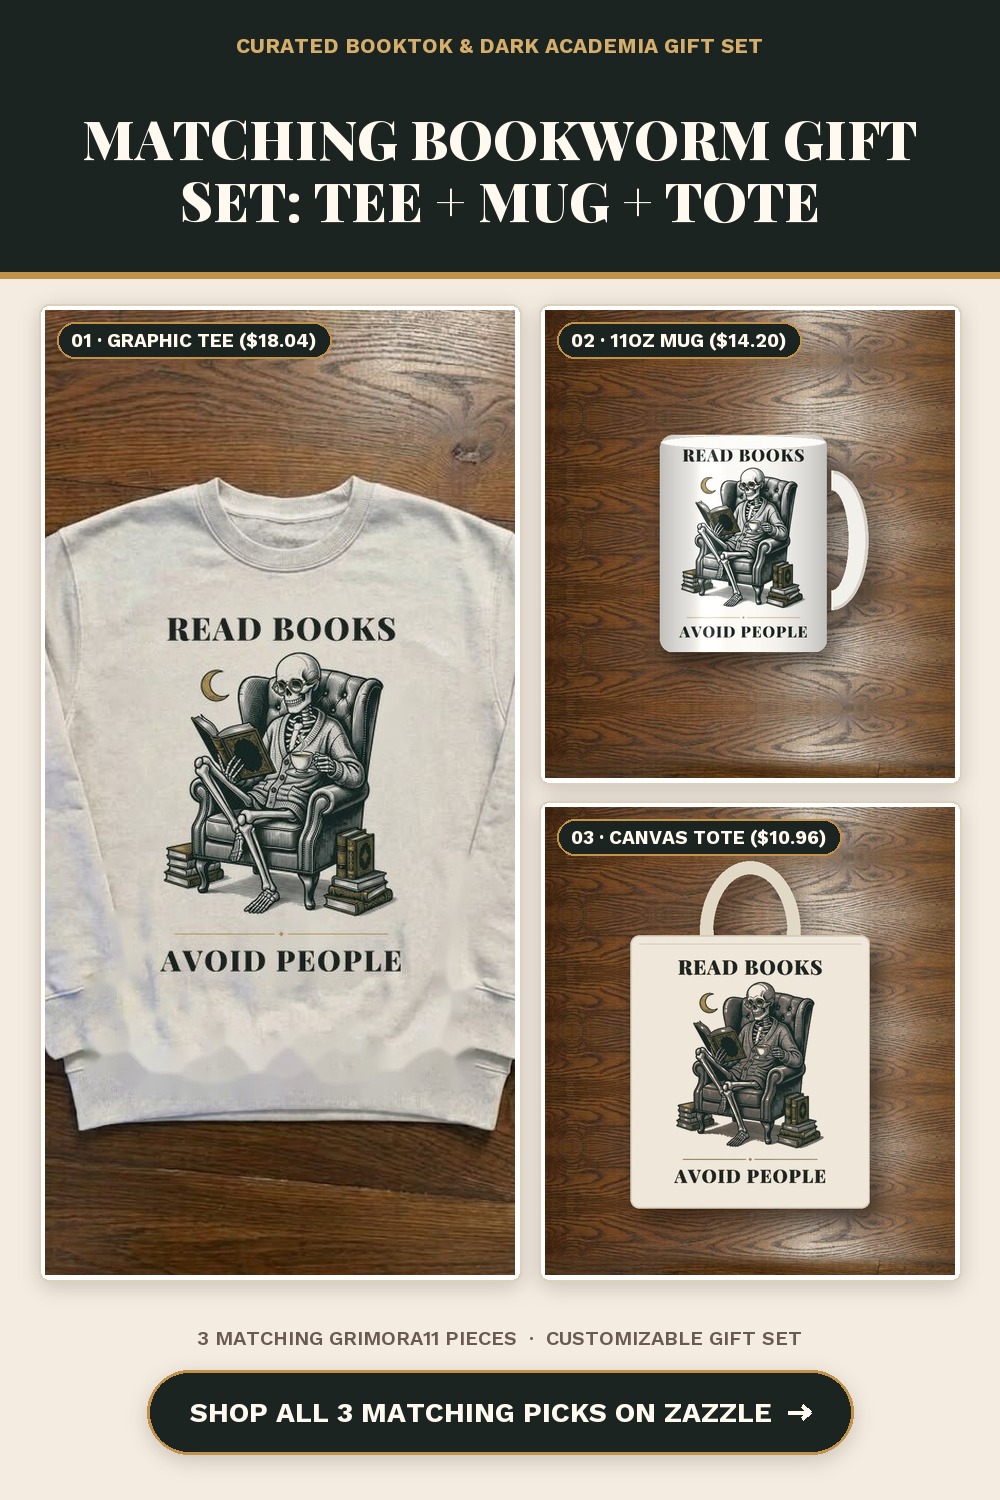 CURATED BOOKTOK & DARK ACADEMIA GIFT SET
MATCHING BOOKWORM GIFT
SET: TEE + MUG + TOTE
01 · GRAPHIC TEE ($18.04)
READ BOOKS
AVOID PEOPLE
02 · 11OZ MUG ($14.20)
READ BOOKS
AVOID PEOPLE
03 · CANVAS TOTE ($10.96)
READ BOOKS
AVOID PEOPLE
3 MATCHING GRIMORA11 PIECES · CUSTOMIZABLE GIFT SET
SHOP ALL 3 MATCHING PICKS ON ZAZZLE →